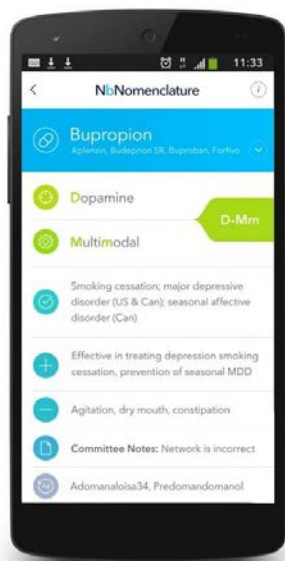 11:33
NbNomenclature
Bupropion
Aplenzin, Budeprion SR, Buproban, Forfivo
Dopamine
D-Mm
Multimodal
Smoking cessation; major depressive
disorder (US & Can); seasonal affective
disorder (Can)
Effective in treating depression smoking
cessation, prevention of seasonal MDD
Agitation, dry mouth, constipation
Committee Notes: Network is incorrect
Adomanaloisa34, Predomandomanol